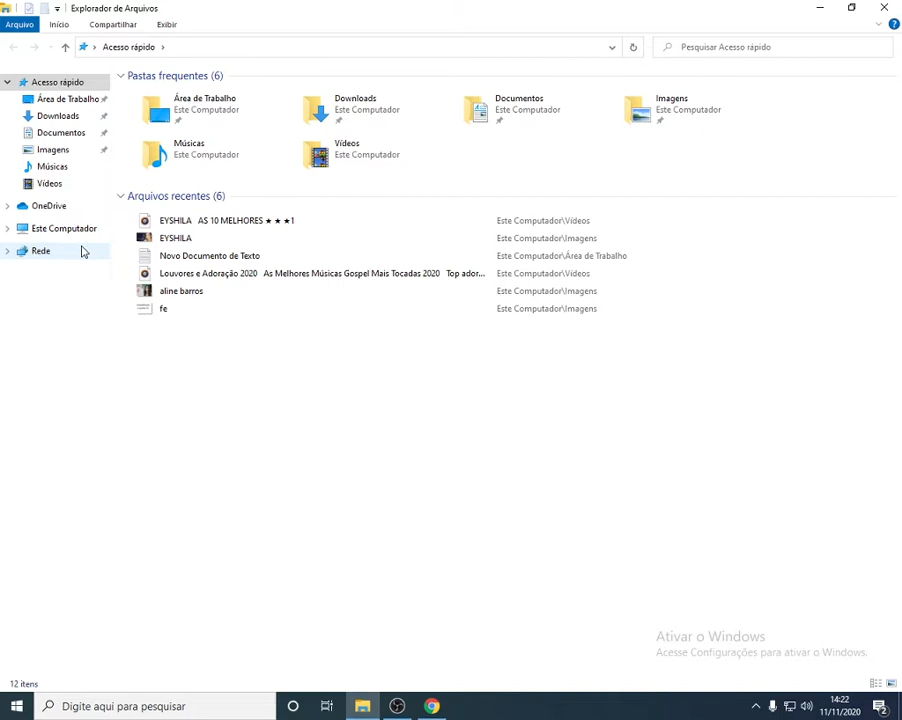 Explorador de Arquivos
Arquivo Início Compartilhar Exibir
Acesso rápido
Pesquisar Acesso rápido
Acesso rápido
Área de Trabalho
Downloads
Documentos
Imagens
Músicas
Vídeos
OneDrive
Este Computador
Rede
Pastas frequentes (6)
Área de Trabalho
Este Computador
Downloads
Este Computador
Documentos
Este Computador
Imagens
Este Computador
Músicas
Este Computador
Vídeos
Este Computador
Arquivos recentes (6)
EYSHILA AS 10 MELHORES ★ ★ ★1 Este Computador\Vídeos
EYSHILA Este Computador\Imagens
Novo Documento de Texto Este Computador\Área de Trabalho
Louvores e Adoração 2020 As Melhores Músicas Gospel Mais Tocadas 2020 Top ador... Este Computador\Vídeos
aline barros Este Computador\Imagens
fe Este Computador\Imagens
Ativar o Windows
Acesse Configurações para ativar o Windows.
12 itens
Digite aqui para pesquisar
14:22
11/11/2020
2